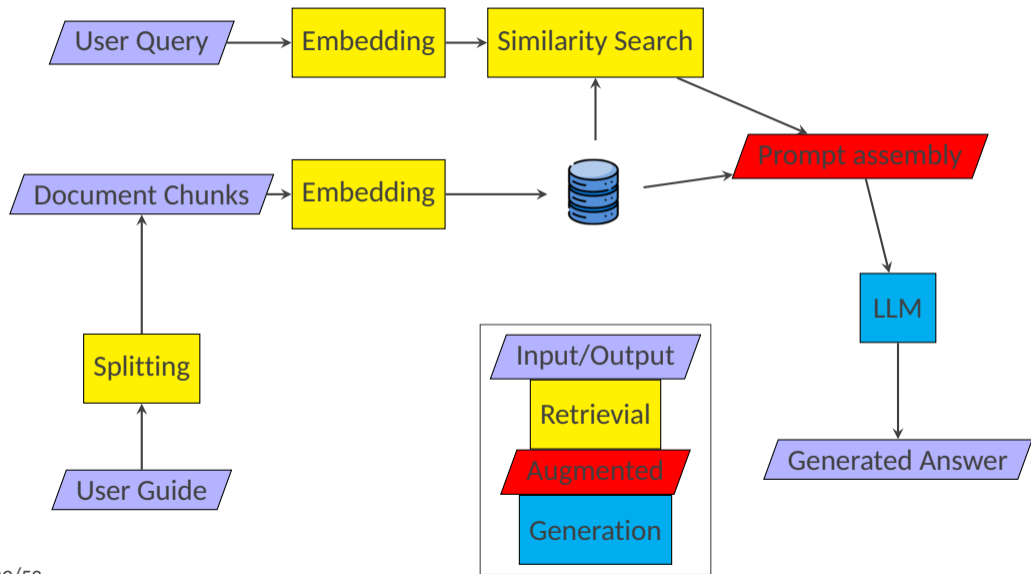 User Query
Embedding
Similarity Search
Prompt assembly
Document Chunks
Embedding
LLM
Splitting
Input/Output
Retrievial
Augmented
Generation
Generated Answer
User Guide